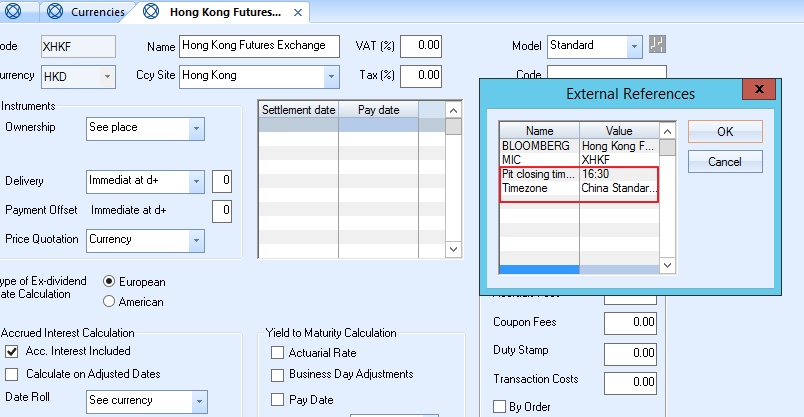 Currencies
Hong Kong Futures...
ode XHKF Name Hong Kong Futures Exchange VAT (%) 0.00 Model Standard
urrency HKD Ccy Site Hong Kong Tax (%) 0.00 Code
Instruments
Ownership See place
Delivery Immediat at d+ 0
Payment Offset Immediate at d+ 0
Price Quotation Currency
Settlement date Pay date
External References
Name Value
BLOOMBERG Hong Kong F...
MIC XHKF
Pit closing tim... 16:30
Timezone China Standar...
OK
Cancel
ype of Ex-dividend
ate Calculation
European
American
0.00
Coupon Fees 0.00
Duty Stamp 0.00
Transaction Costs 0.00
By Order
Accrued Interest Calculation
Acc. Interest Included
Calculate on Adjusted Dates
Date Roll See currency
Yield to Maturity Calculation
Actuarial Rate
Business Day Adjustments
Pay Date